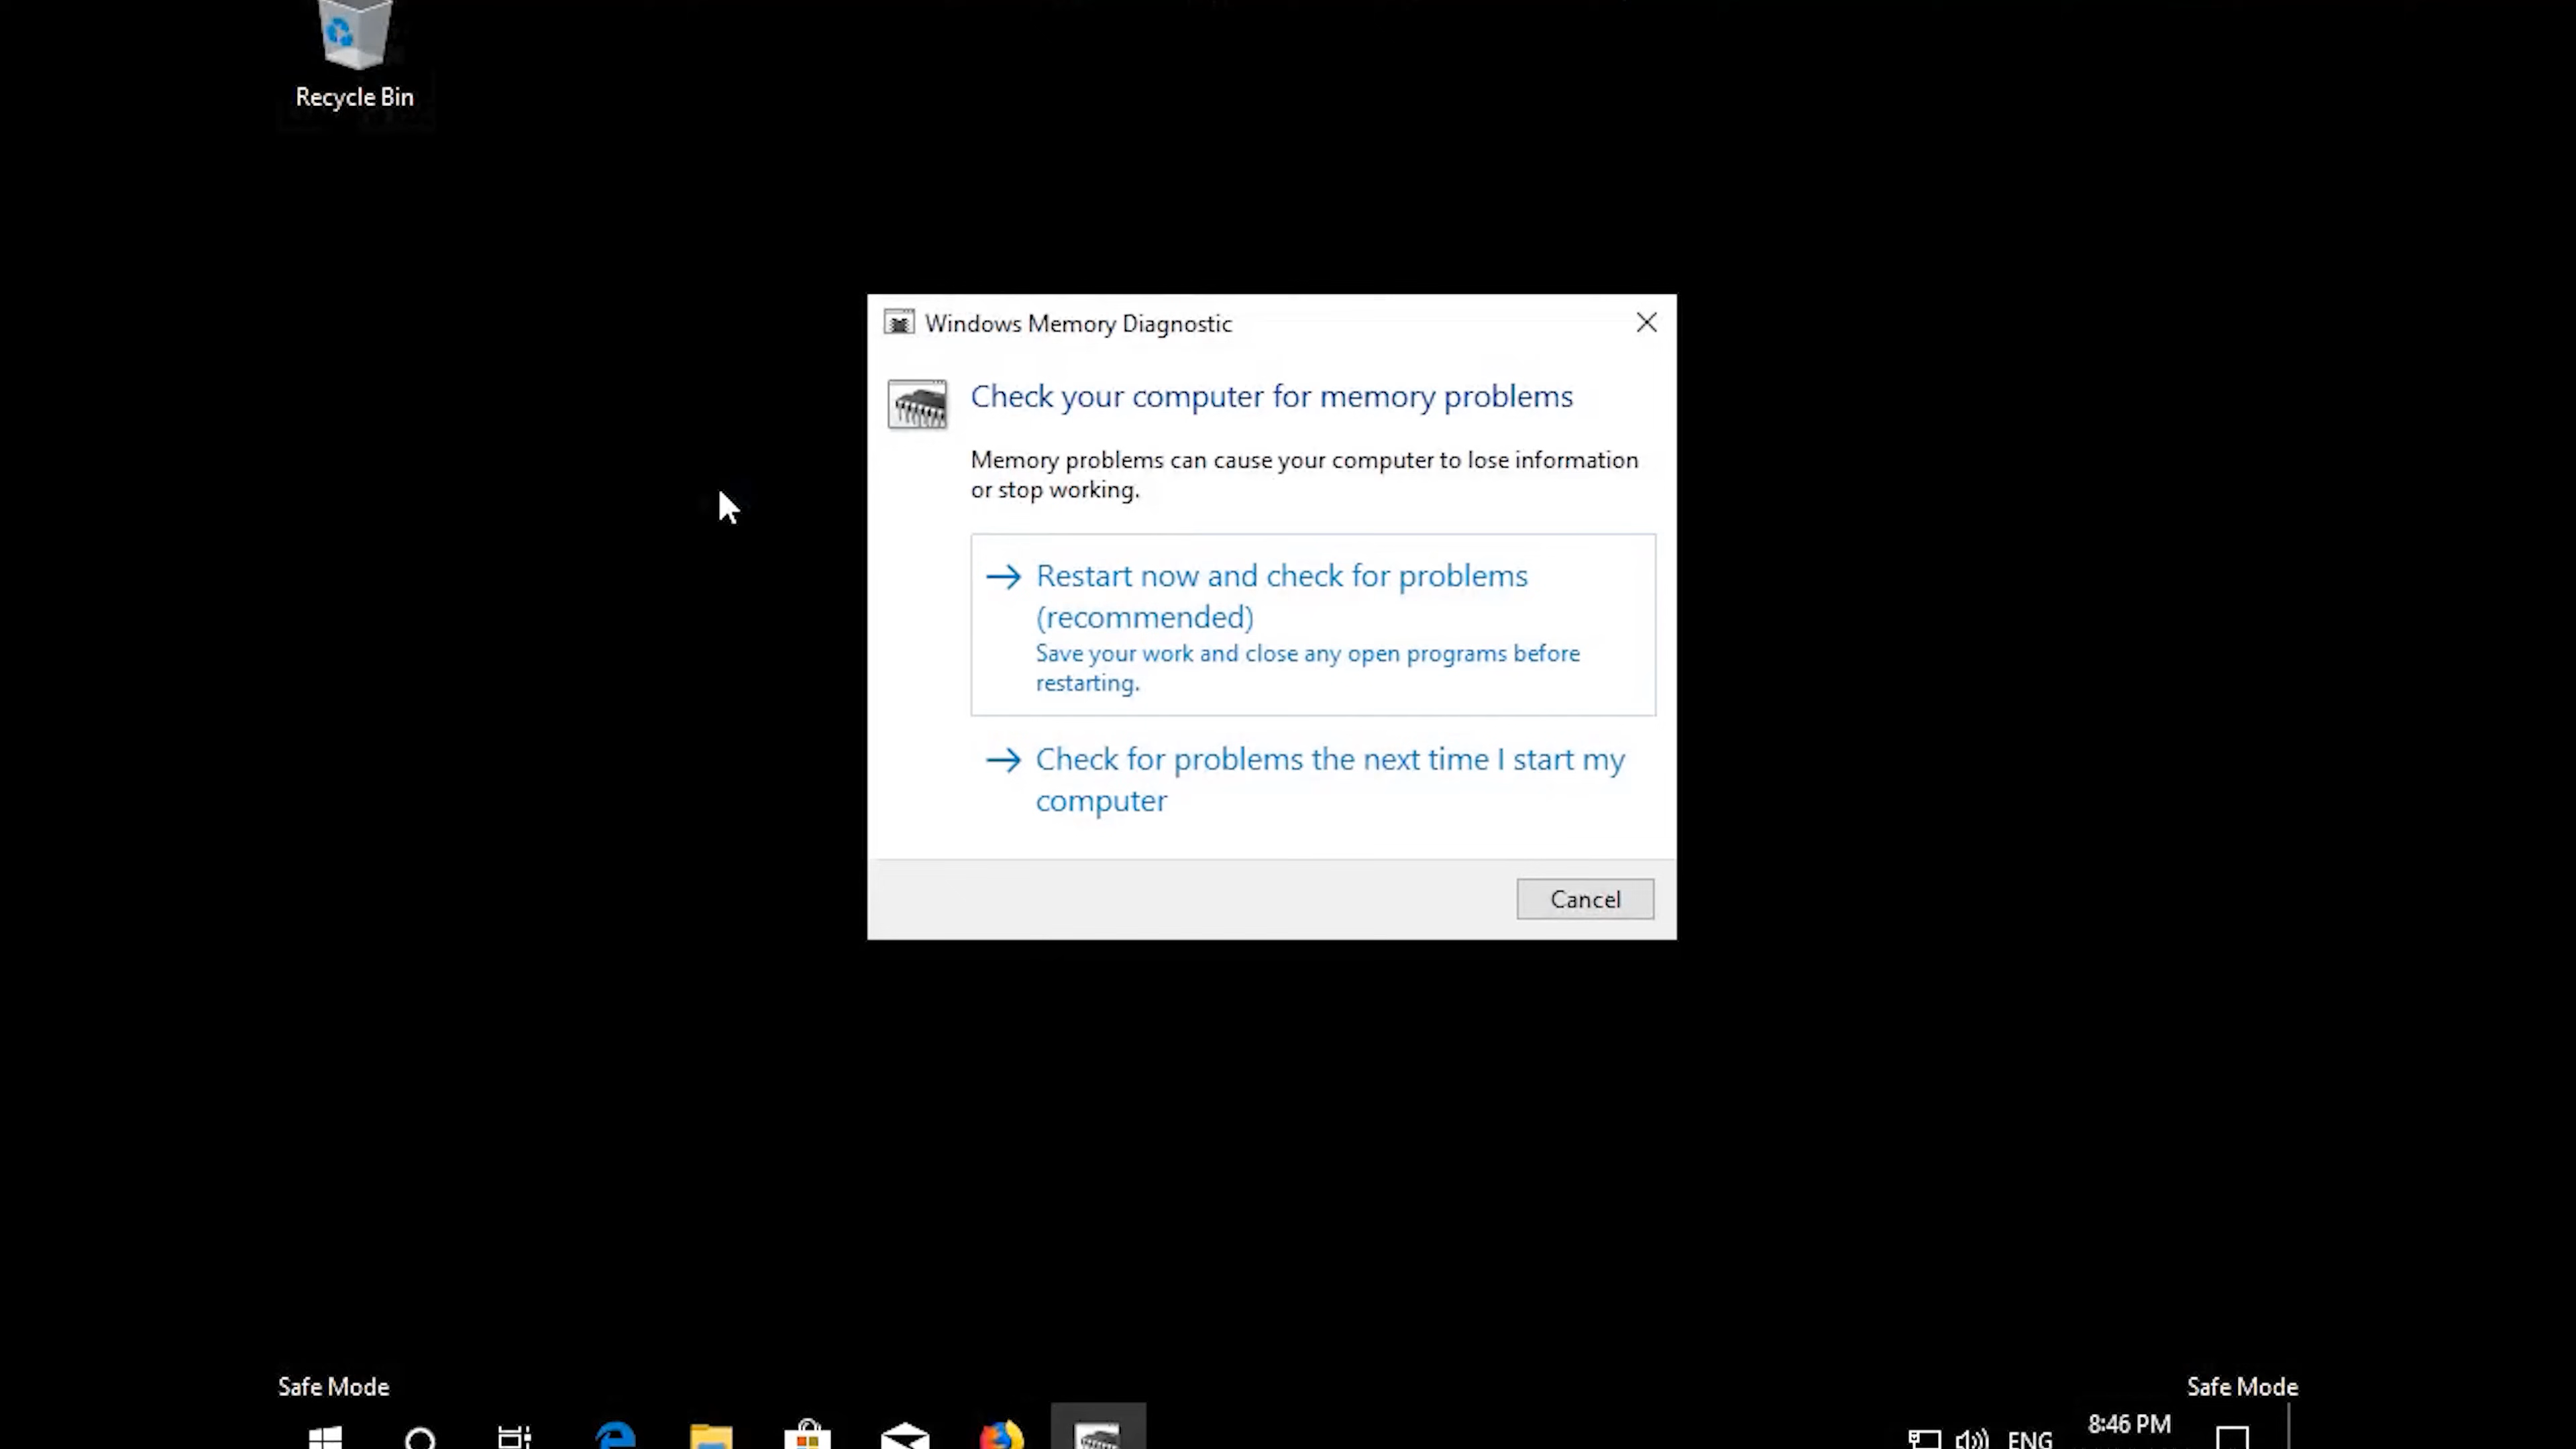 Recycle Bin
Windows Memory Diagnostic
Check your computer for memory problems
Memory problems can cause your computer to lose information
or stop working.
Restart now and check for problems
(recommended)
Save your work and close any open programs before
restarting.
Check for problems the next time I start my
computer
Cancel
Safe Mode
Safe Mode
8:46 PM
ENG